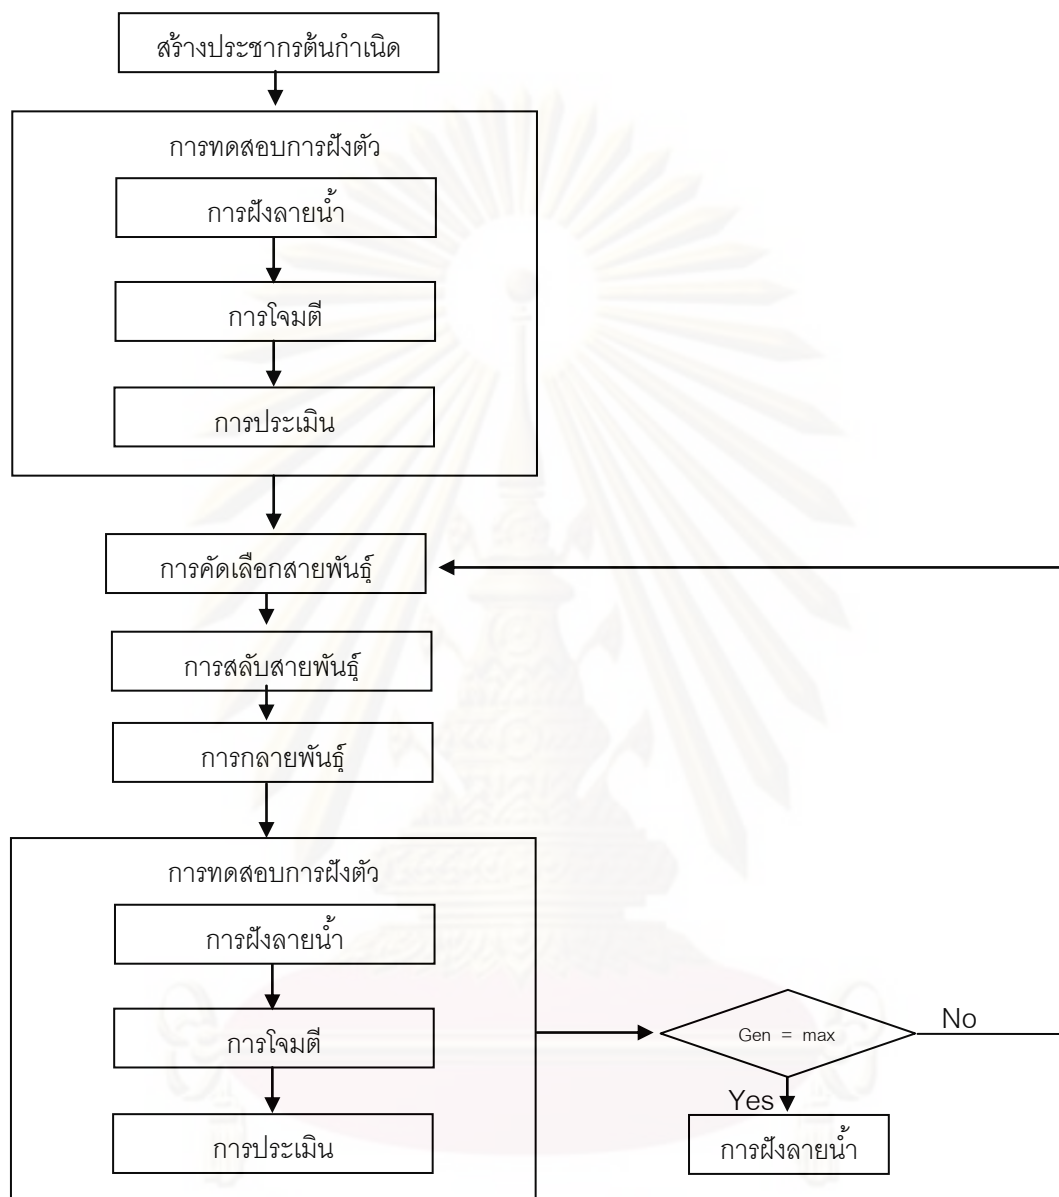 สร้างประชากรต้นกำเนิด
การทดสอบการฝังตัว
การฝังลายน้ำ
การโจมตี
การประเมิน
การคัดเลือกสายพันธุ์
การสลับสายพันธุ์
การกลายพันธุ์
การทดสอบการฝังตัว
การฝังลายน้ำ
การโจมตี
การประเมิน
Gen = max
No
Yes
การฝังลายน้ำ